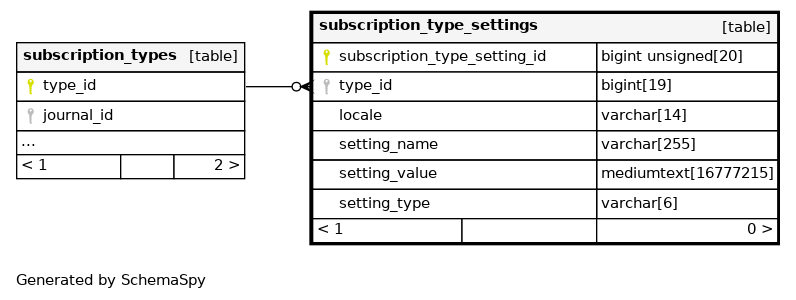 subscription_types [table]
type_id
journal_id
...
< 1 2 >
subscription_type_settings [table]
subscription_type_setting_id bigint unsigned[20]
type_id bigint[19]
locale varchar[14]
setting_name varchar[255]
setting_value mediumtext[16777215]
setting_type varchar[6]
< 1 0 >
Generated by SchemaSpy